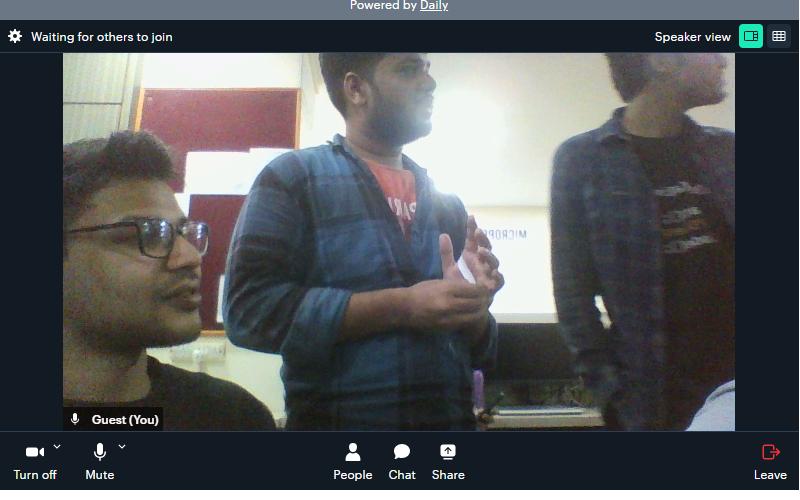 Powered by Daily
Waiting for others to join
Speaker view
Guest (You)
Turn off
Mute
People
Chat
Share
Leave